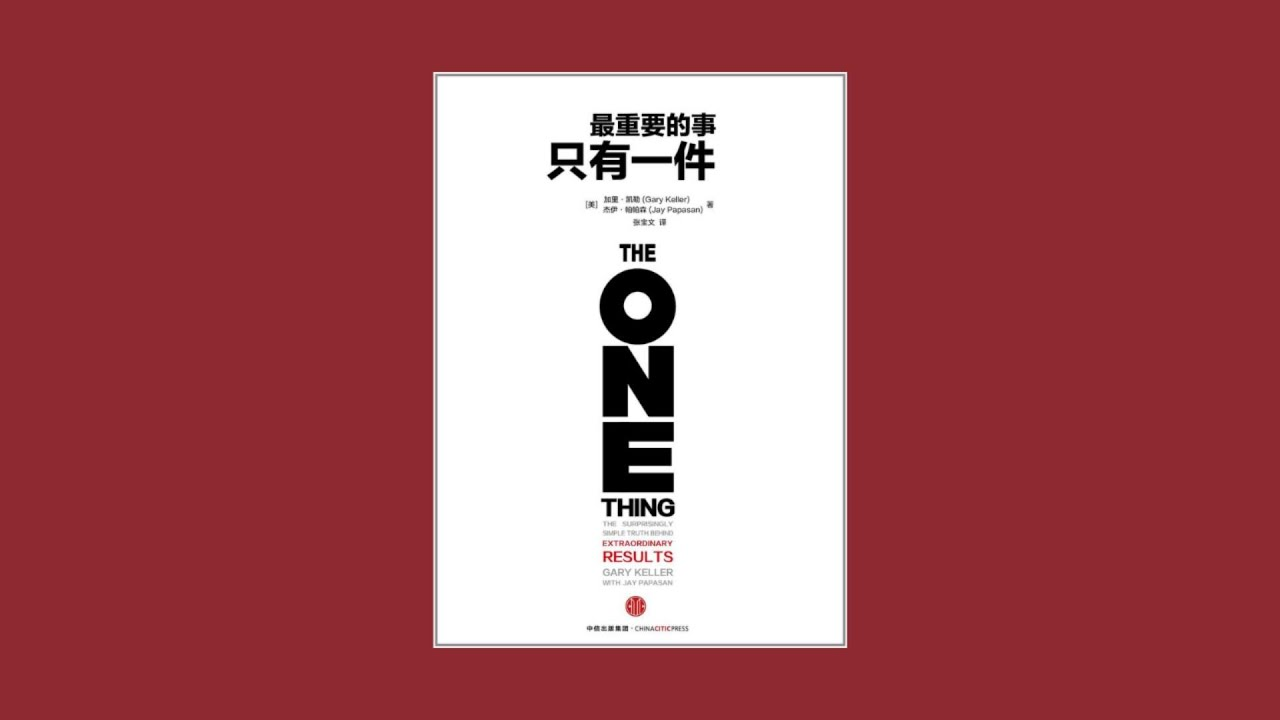 最重要的事
只有一件
[美] 加里·凯勒 (Gary Keller)
杰伊·帕帕森 (Jay Papasan) 著
张宝文 译
THE
ONE
THING
THE SURPRISINGLY
SIMPLE TRUTH BEHIND
EXTRAORDINARY
RESULTS
GARY KELLER
WITH JAY PAPASAN
中信出版集团·CHINACITICPRESS